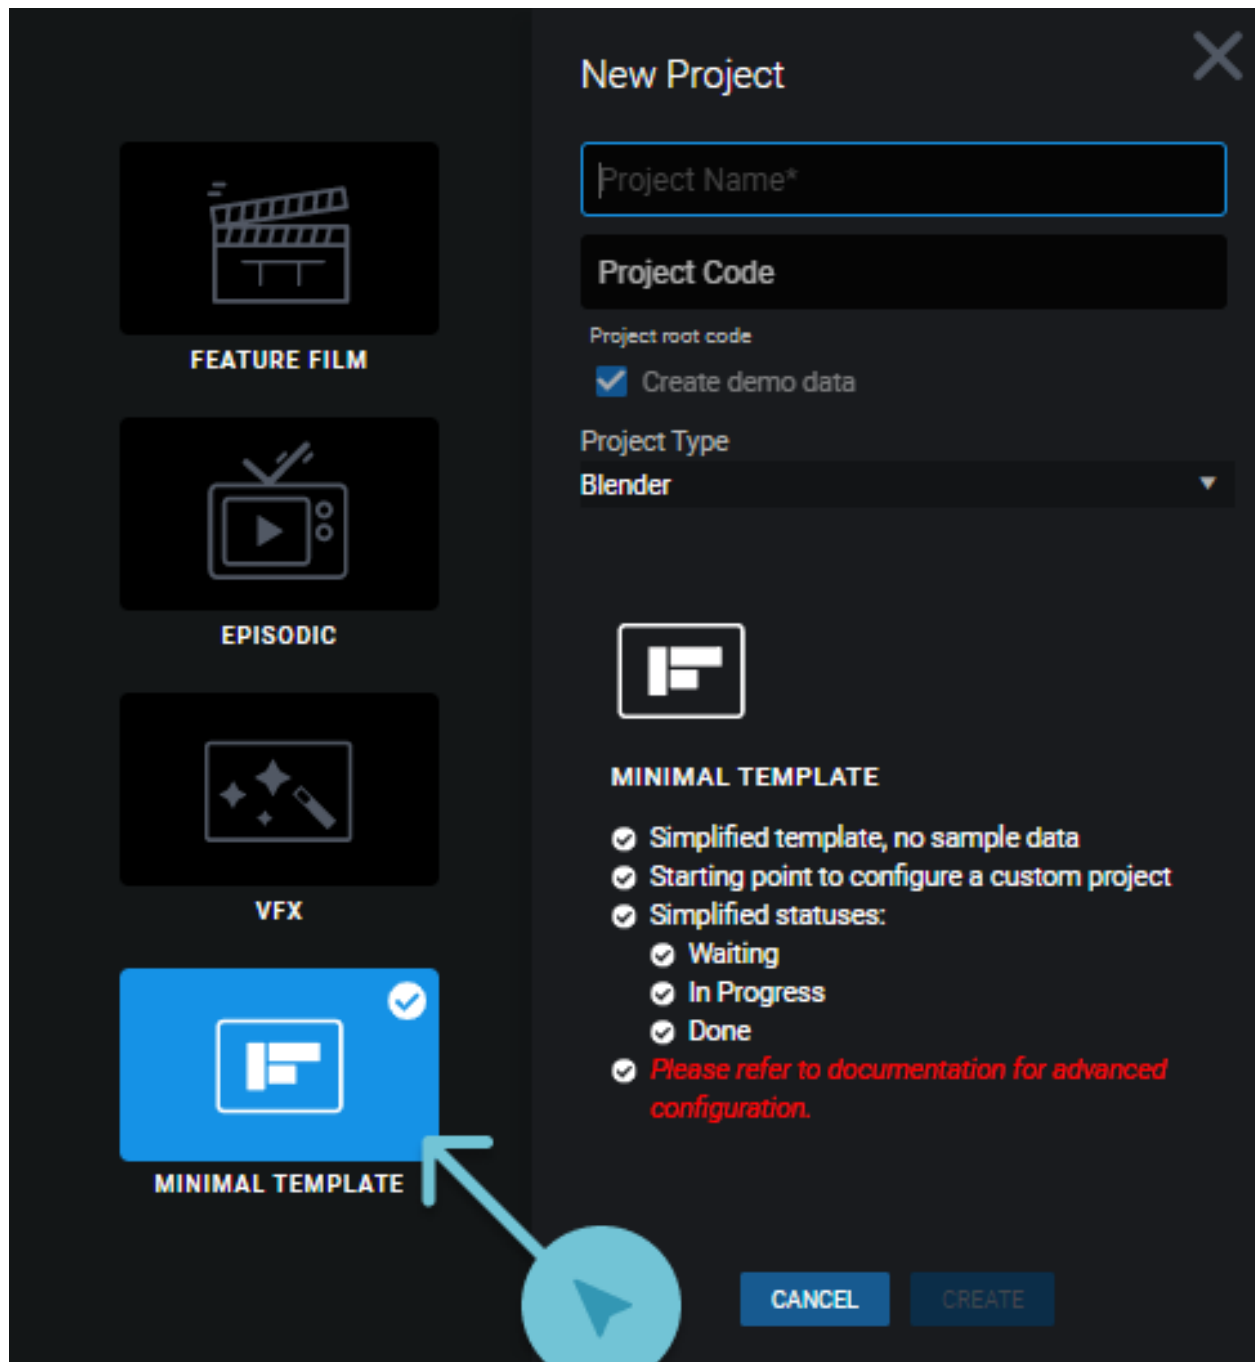 FEATURE FILM
EPISODIC
VFX
MINIMAL TEMPLATE
New Project
Project Name*
Project Code
Project root code
Create demo data
Project Type
Blender
MINIMAL TEMPLATE
Simplified template, no sample data
Starting point to configure a custom project
Simplified statuses:
Waiting
In Progress
Done
Please refer to documentation for advanced
configuration.
CANCEL
CREATE